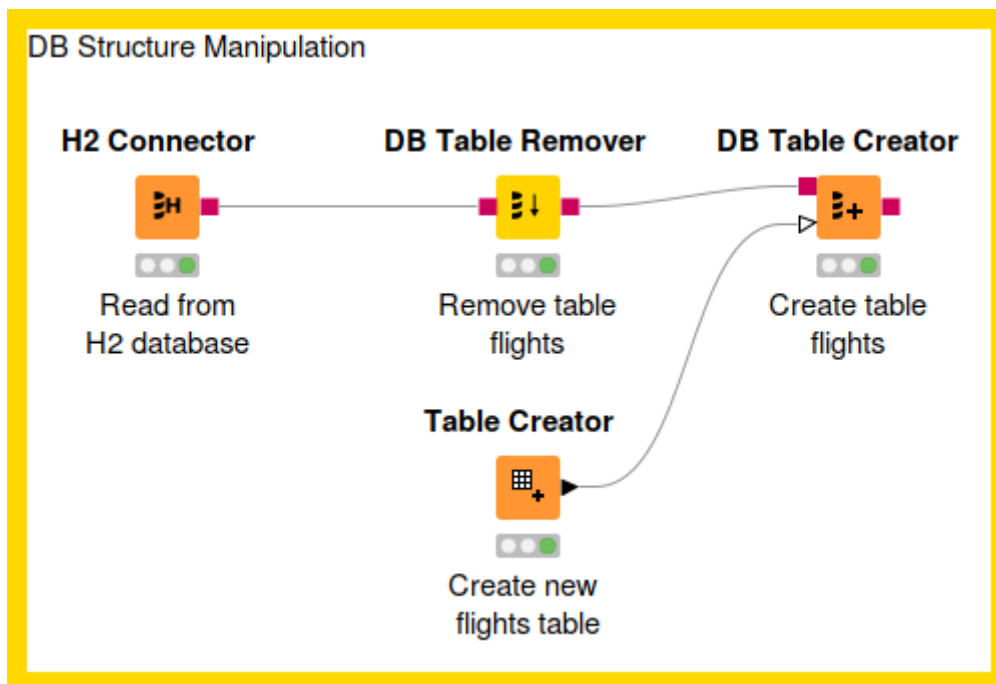 DB Structure Manipulation
H2 Connector
DB Table Remover
DB Table Creator
H
Read from
H2 database
Remove table
flights
Create table
flights
Table Creator
Create new
flights table